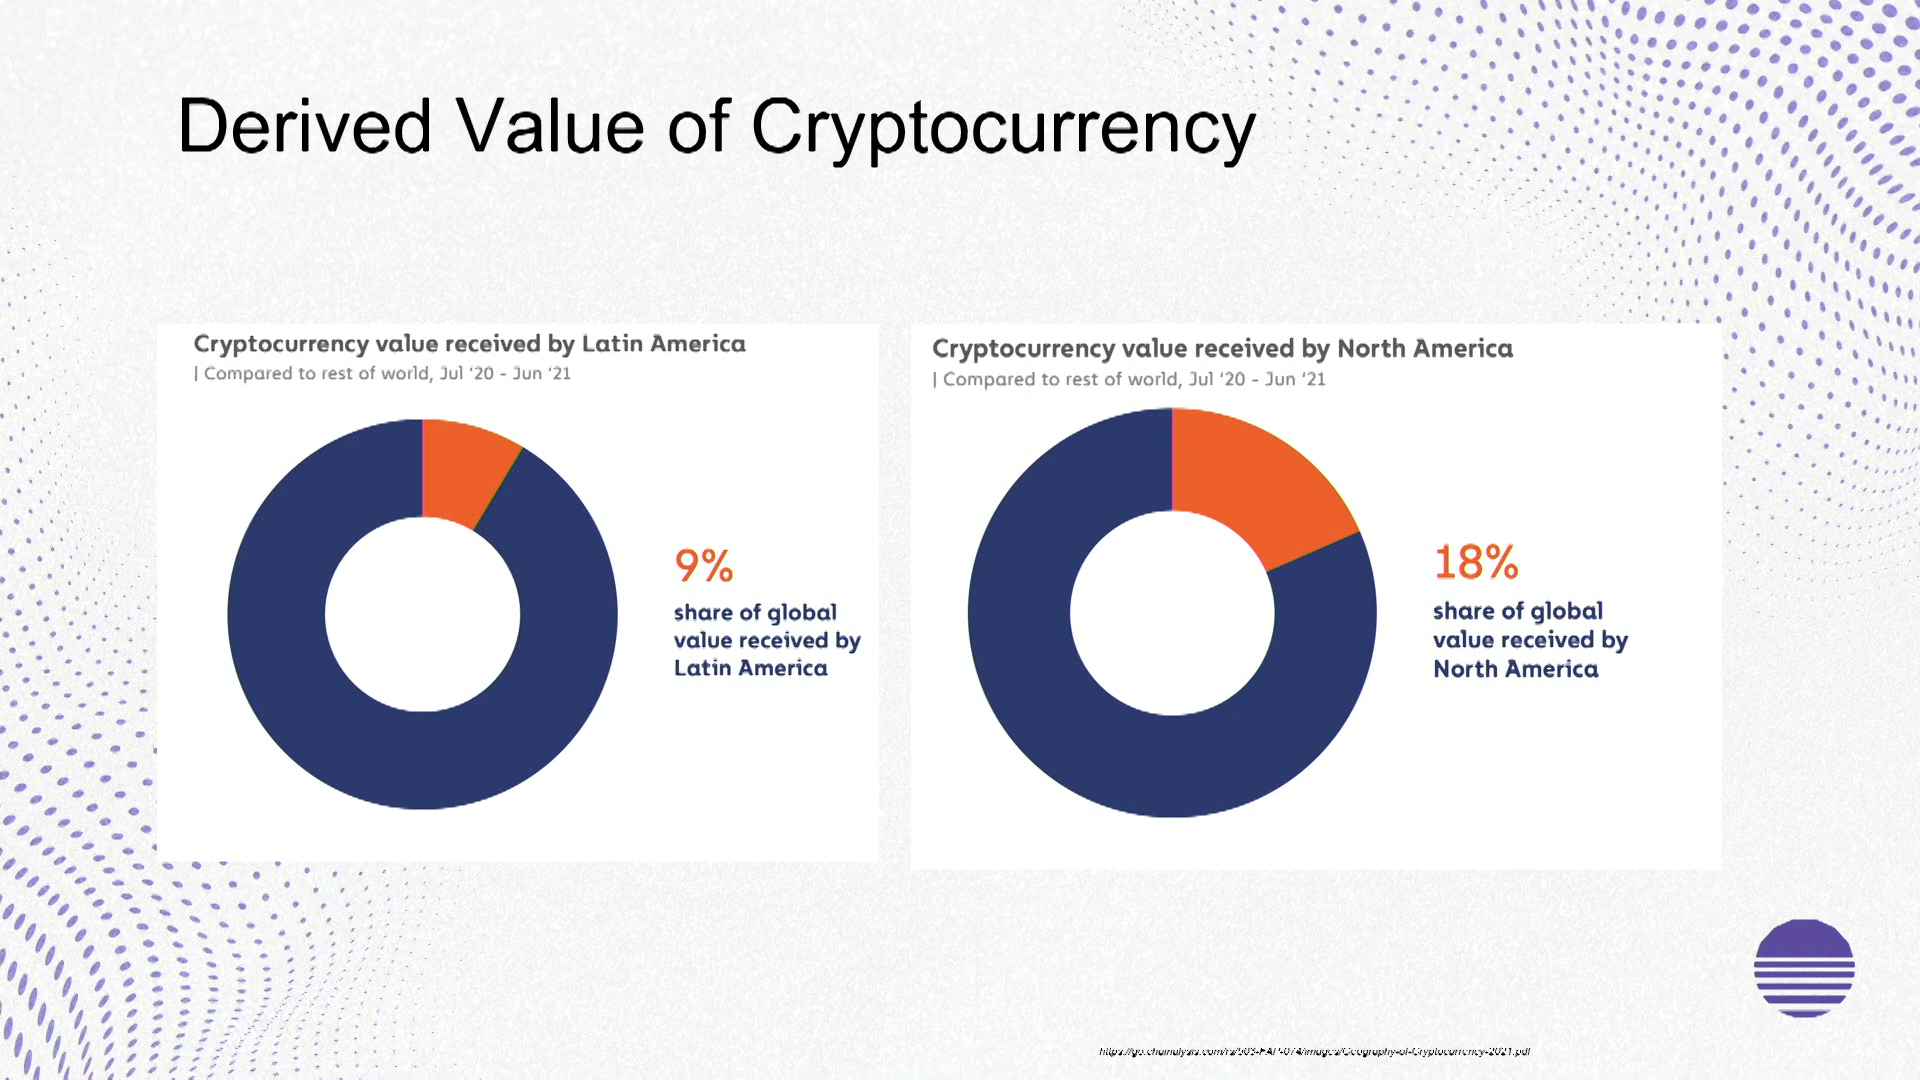 Derived Value of Cryptocurrency
Cryptocurrency value received by Latin America
| Compared to rest of world, Jul ‘20 - Jun ‘21
9%
share of global
value received by
Latin America
Cryptocurrency value received by North America
| Compared to rest of world, Jul ‘20 - Jun ‘21
18%
share of global
value received by
North America